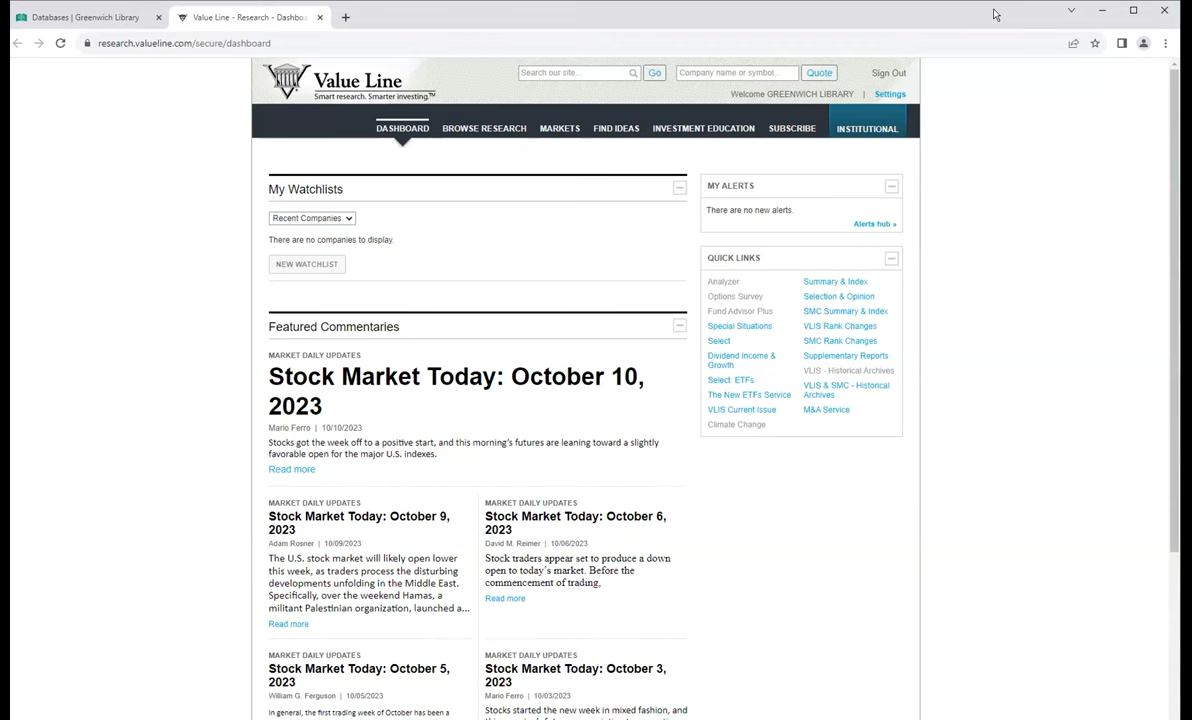 Databases | Greenwich Library
Value Line - Research - Dashbo
research.valueline.com/secure/dashboard
Value Line
Smart research. Smarter investing.™
Search our site...
Go
Company name or symbol...
Quote
Sign Out
Welcome GREENWICH LIBRARY | Settings
DASHBOARD BROWSE RESEARCH MARKETS FIND IDEAS INVESTMENT EDUCATION SUBSCRIBE INSTITUTIONAL
My Watchlists
Recent Companies
There are no companies to display.
NEW WATCHLIST
Featured Commentaries
MARKET DAILY UPDATES
Stock Market Today: October 10,
2023
Mario Ferro | 10/10/2023
Stocks got the week off to a positive start, and this morning's futures are leaning toward a slightly
favorable open for the major U.S. indexes.
Read more
MARKET DAILY UPDATES
Stock Market Today: October 9,
2023
Adam Rosner | 10/09/2023
The U.S. stock market will likely open lower
this week, as traders process the disturbing
developments unfolding in the Middle East.
Specifically, over the weekend Hamas, a
militant Palestinian organization, launched a...
Read more
MARKET DAILY UPDATES
Stock Market Today: October 6,
2023
David M. Reimer | 10/06/2023
Stock traders appear set to produce a down
open to today's market. Before the
commencement of trading,
Read more
MARKET DAILY UPDATES
Stock Market Today: October 5,
2023
William G. Ferguson | 10/05/2023
In general, the first trading week of October has been a
MARKET DAILY UPDATES
Stock Market Today: October 3,
2023
Mario Ferro | 10/03/2023
Stocks started the new week in mixed fashion, and
MY ALERTS
There are no new alerts.
Alerts hub »
QUICK LINKS
Analyzer
Options Survey
Fund Advisor Plus
Special Situations
Select
Dividend Income &
Growth
Select: ETFs
The New ETFs Service
VLIS Current Issue
Climate Change
Summary & Index
Selection & Opinion
SMC Summary & Index
VLIS Rank Changes
SMC Rank Changes
Supplementary Reports
VLIS - Historical Archives
VLIS & SMC - Historical
Archives
M&A Service